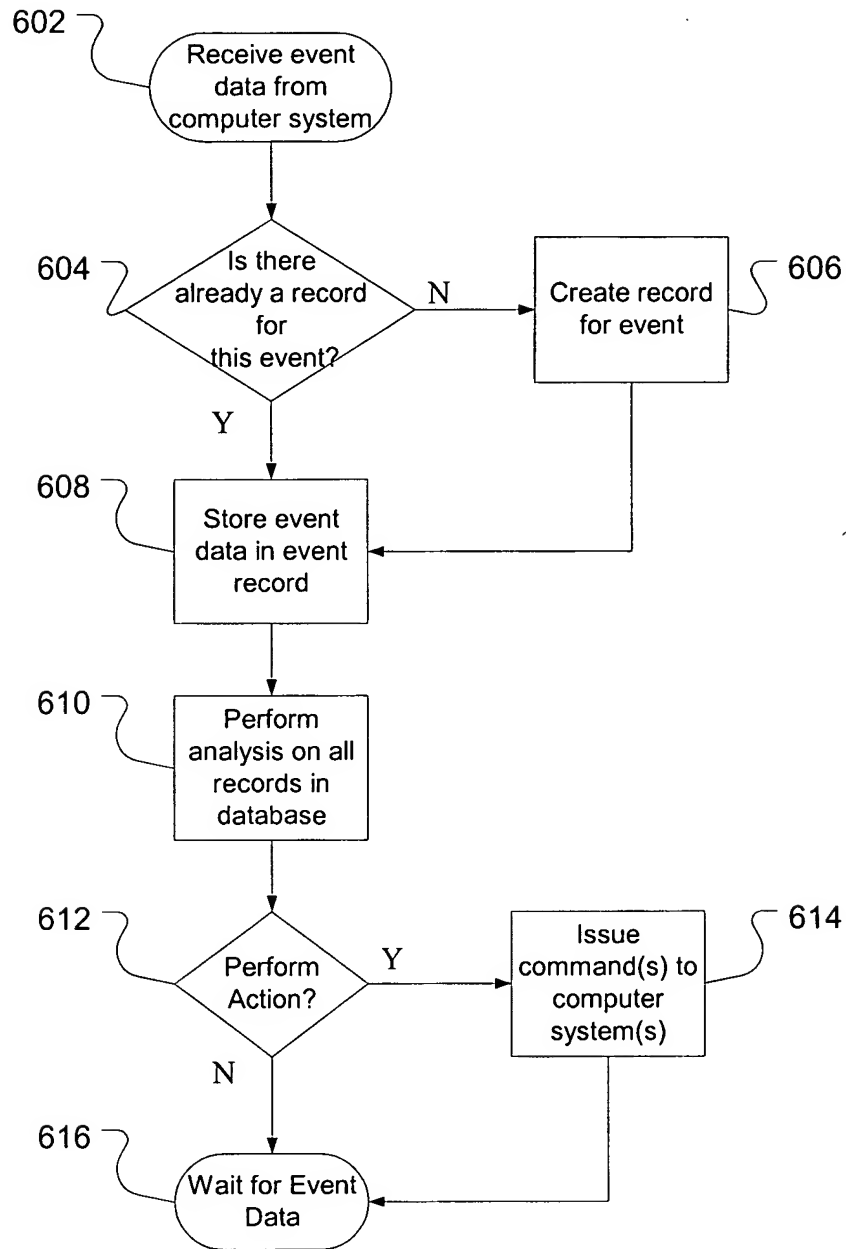 602
Receive event
data from
computer system
604
Is there
already a record
for
this event?
N
Create record
for event
606
Y
608
Store event
data in event
record
610
Perform
analysis on all
records in
database
612
Perform
Action?
Y
Issue
command(s) to
computer
system(s)
614
N
616
Wait for Event
Data